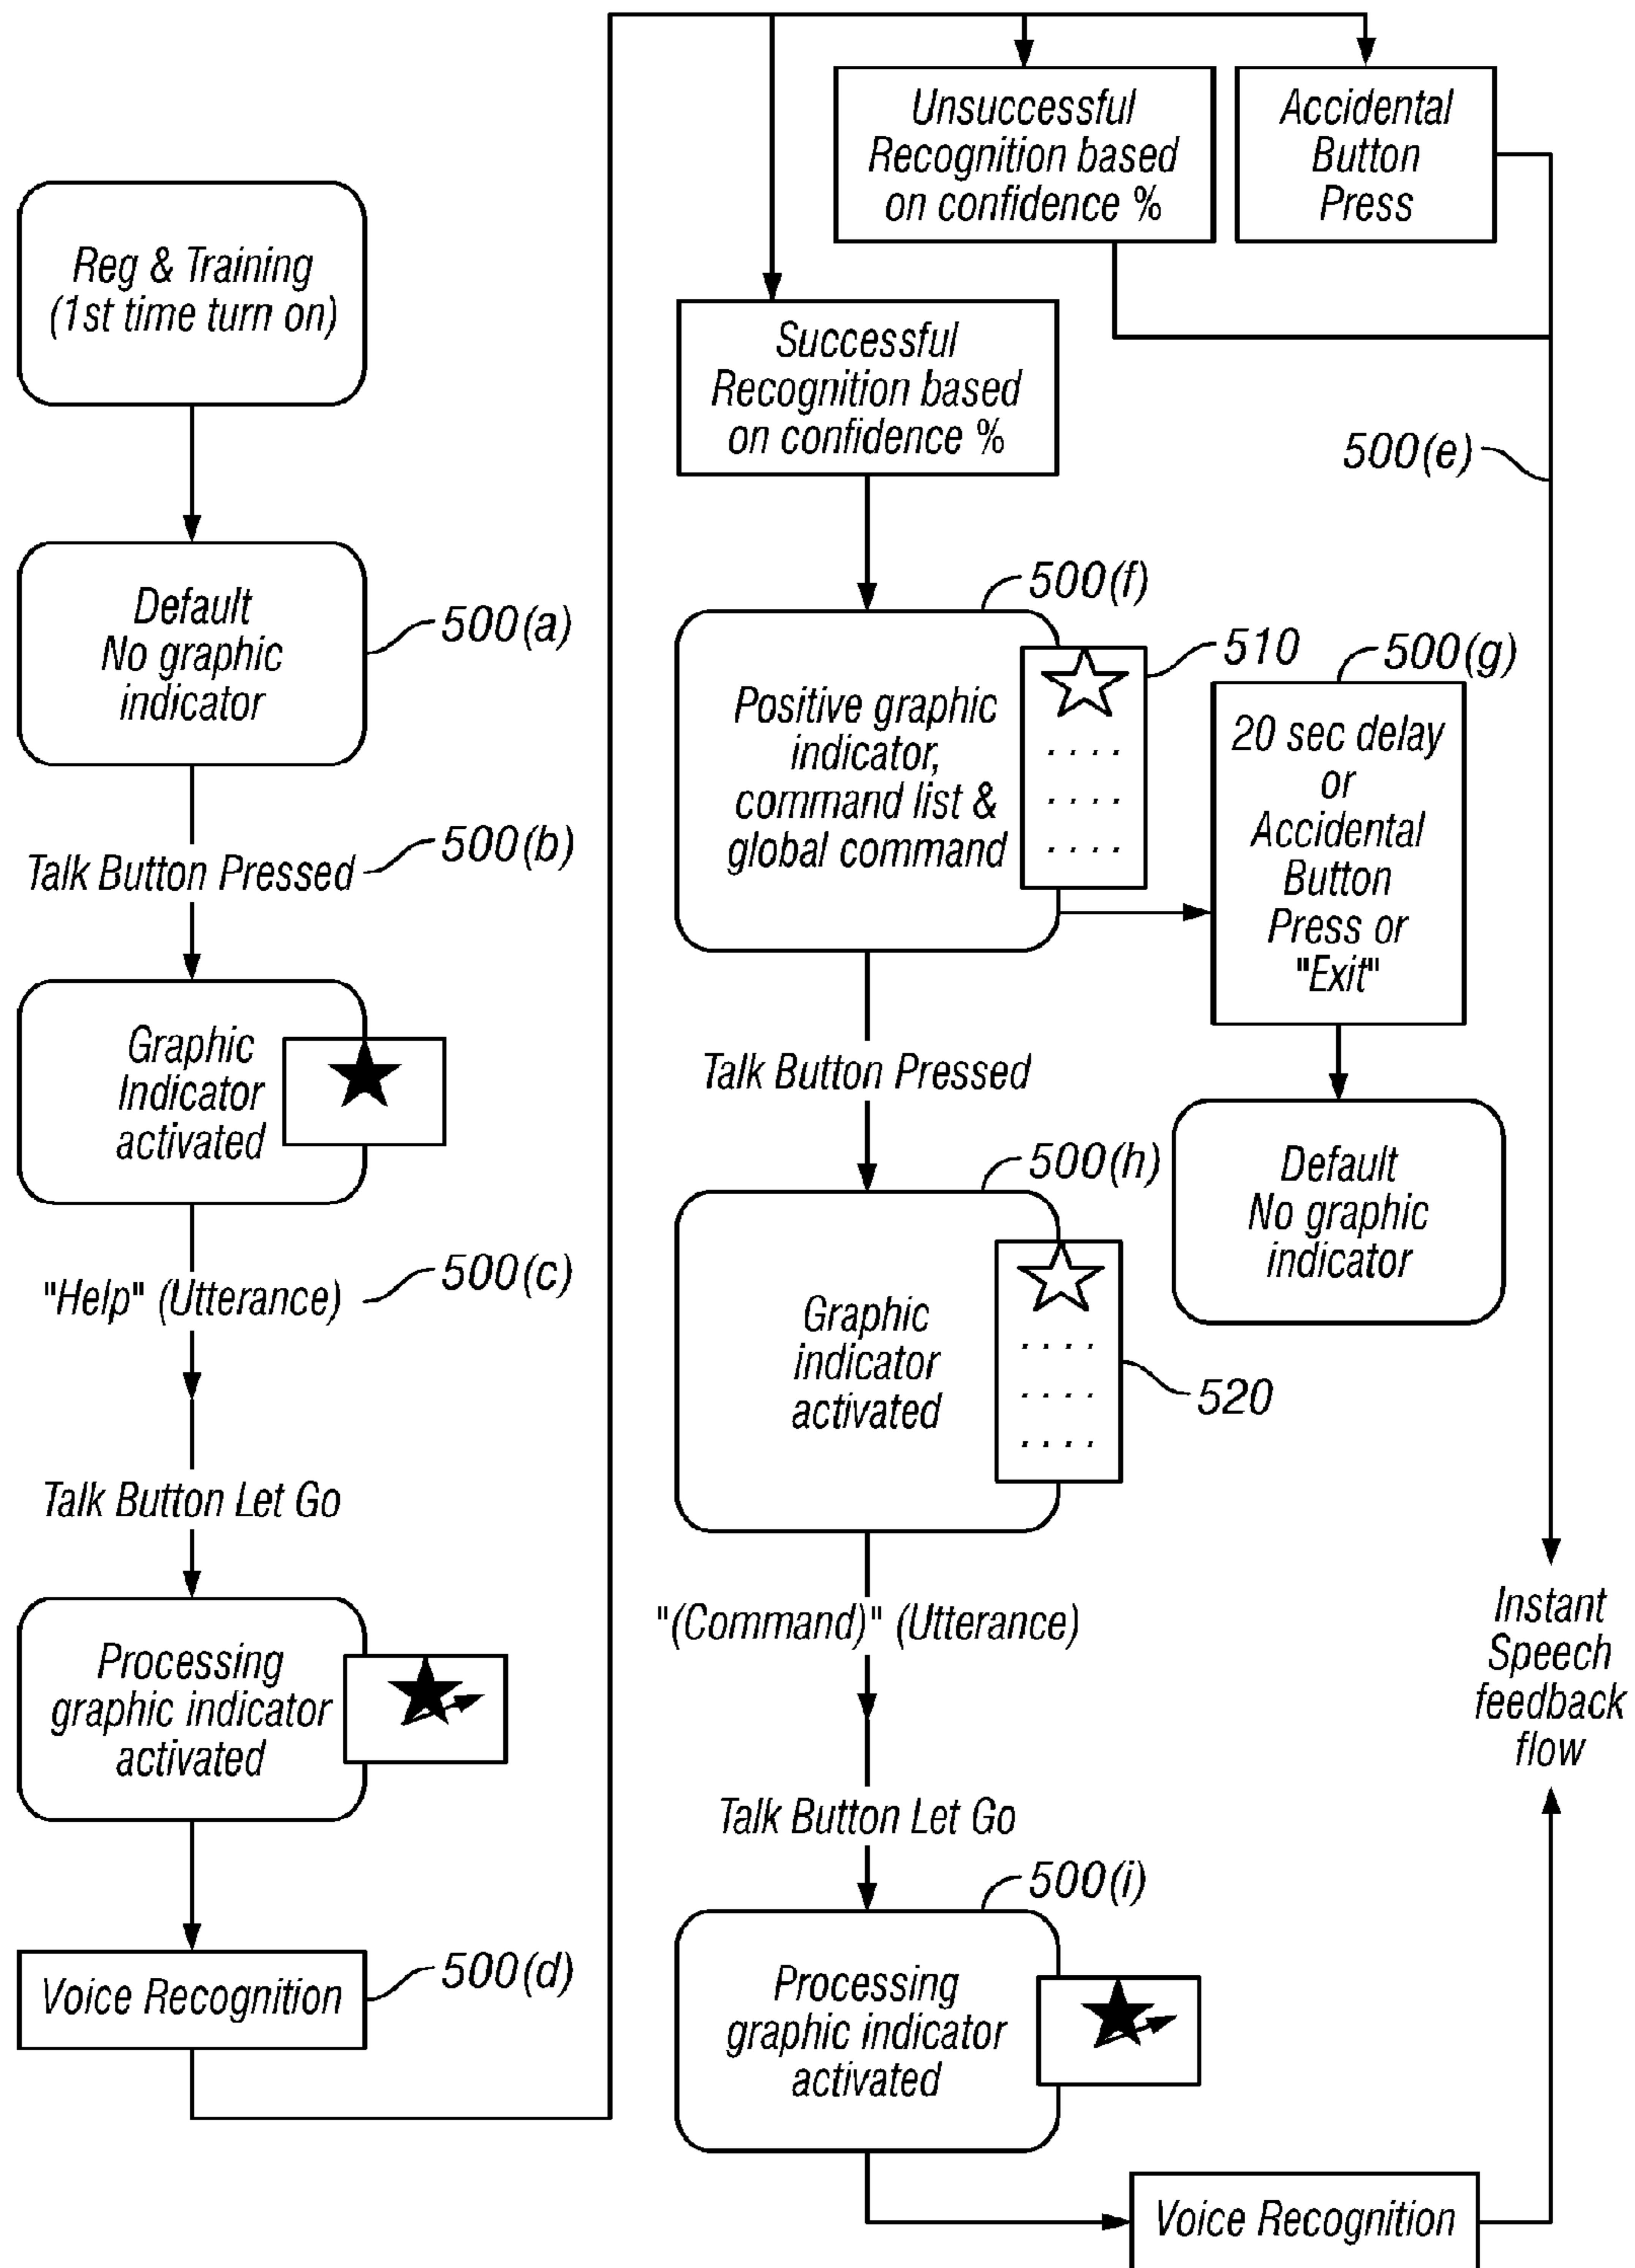 Reg & Training
(1st time turn on)
Default
No graphic
indicator
500(a)
Talk Button Pressed
500(b)
Graphic
Indicator
activated
"Help" (Utterance)
500(c)
Talk Button Let Go
Processing
graphic indicator
activated
Voice Recognition
500(d)
Unsuccessful
Recognition based
on confidence %
Accidental
Button
Press
Successful
Recognition based
on confidence %
500(e)
500(f)
Positive graphic
indicator,
command list &
global command
. . . .
. . . .
. . . .
510
500(g)
20 sec delay
or
Accidental
Button
Press or
"Exit"
Default
No graphic
indicator
Talk Button Pressed
500(h)
Graphic
indicator
activated
. . . .
. . . .
. . . .
520
"(Command)" (Utterance)
Talk Button Let Go
500(i)
Processing
graphic indicator
activated
Voice Recognition
Instant
Speech
feedback
flow